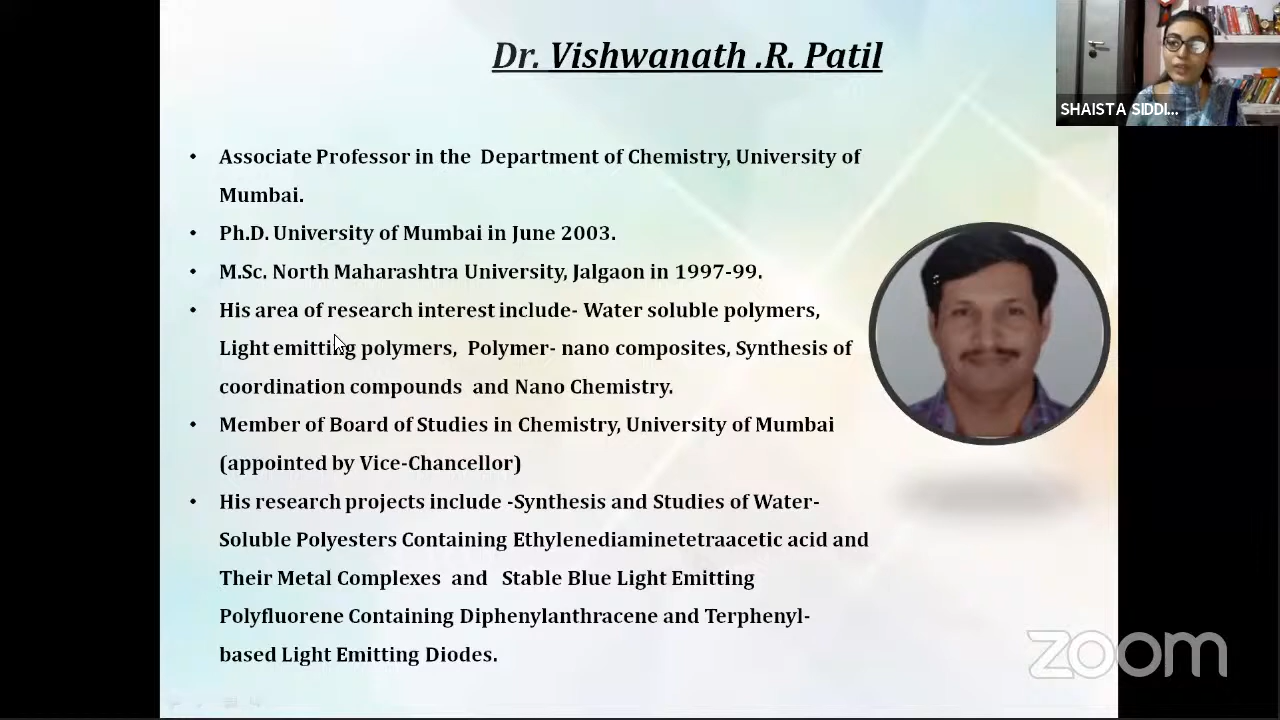 Dr. Vishwanath .R. Patil
SHAISTA SIDDI...
• Associate Professor in the Department of Chemistry, University of
Mumbai.
• Ph.D. University of Mumbai in June 2003.
• M.Sc. North Maharashtra University, Jalgaon in 1997-99.
• His area of research interest include- Water soluble polymers,
Light emitting polymers, Polymer- nano composites, Synthesis of
coordination compounds and Nano Chemistry.
• Member of Board of Studies in Chemistry, University of Mumbai
(appointed by Vice-Chancellor)
• His research projects include -Synthesis and Studies of Water-
Soluble Polyesters Containing Ethylenediaminetetraacetic acid and
Their Metal Complexes and Stable Blue Light Emitting
Polyfluorene Containing Diphenylanthracene and Terphenyl-
based Light Emitting Diodes.
zoom